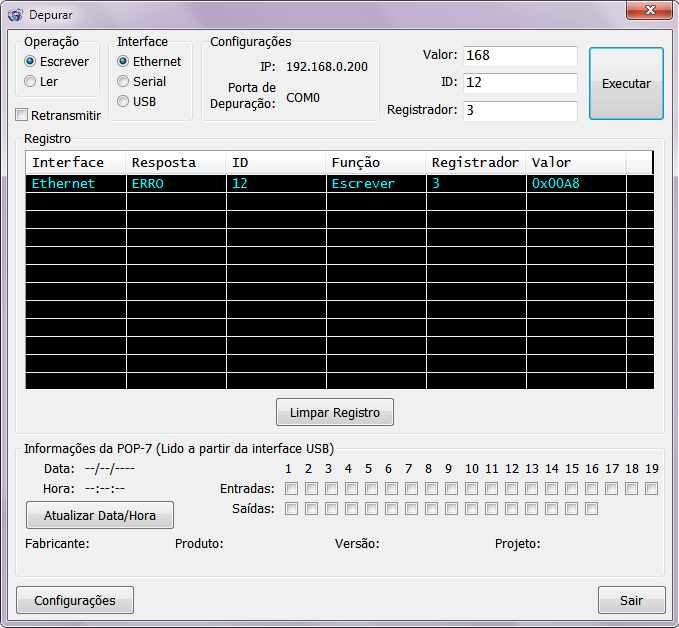 Depurar
Operação
Escrever
Ler
Retransmitir
Interface
Ethernet
Serial
USB
Configurações
IP: 192.168.0.200
Porta de Depuração: COM0
Valor: 168
ID: 12
Registrador: 3
Executar
Registro
Interface Resposta ID Função Registrador Valor
Ethernet ERRO 12 Escrever 3 0x00A8
Limpar Registro
Informações da POP-7 (Lido a partir da interface USB)
Data: --/--/----
Hora: --:--:--
Atualizar Data/Hora
1 2 3 4 5 6 7 8 9 10 11 12 13 14 15 16 17 18 19
Entradas:
Saídas:
Fabricante: Produto: Versão: Projeto:
Configurações
Sair